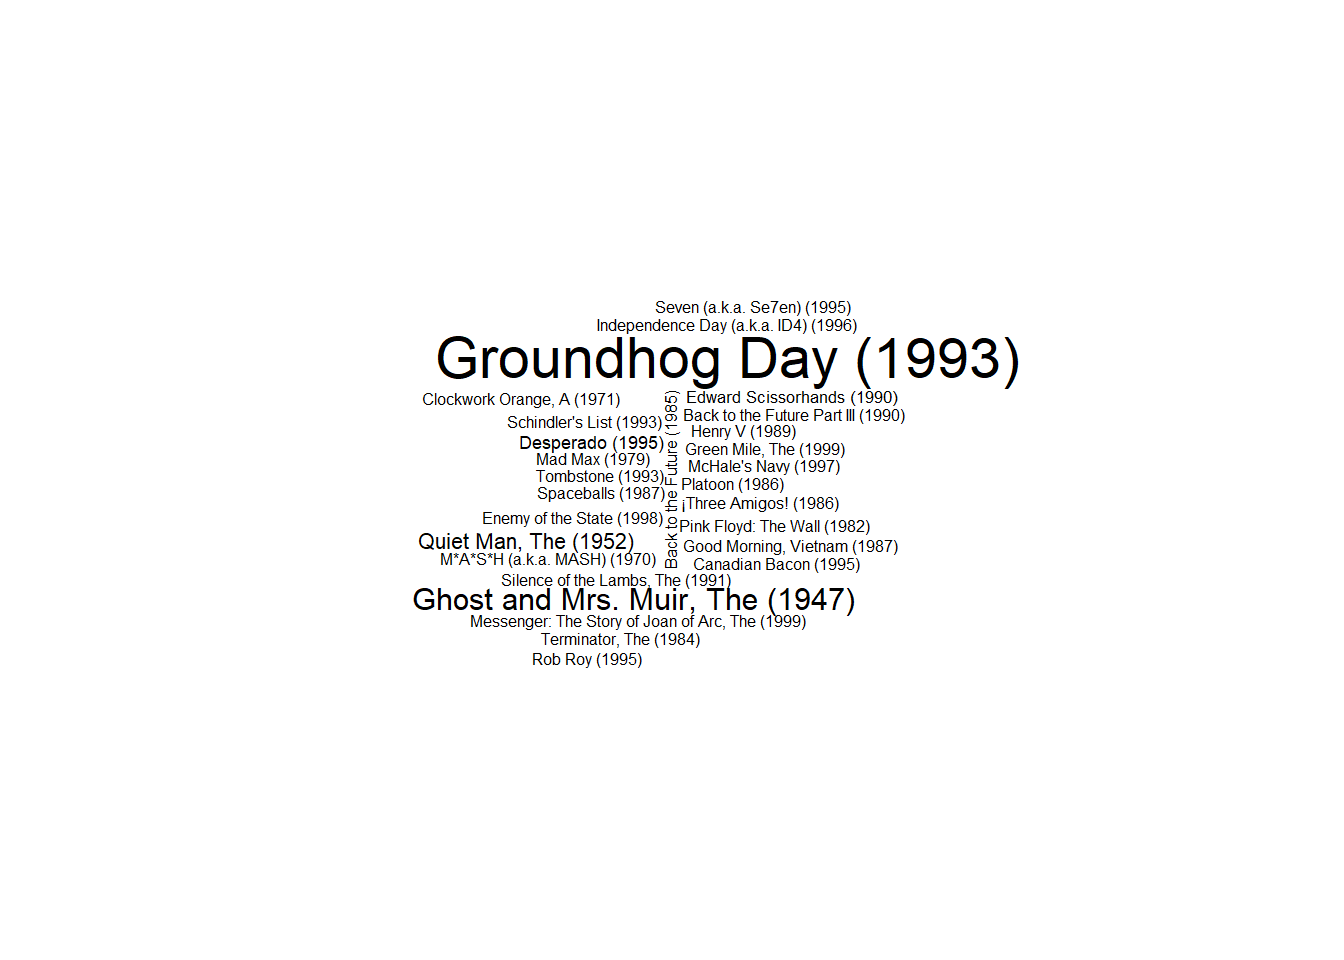 Seven (a.k.a. Se7en) (1995)
Independence Day (a.k.a. ID4) (1996)
Groundhog Day (1993)
Clockwork Orange, A (1971)
Schindler's List (1993)
Desperado (1995)
Mad Max (1979)
Tombstone (1993)
Spaceballs (1987)
Enemy of the State (1998)
Quiet Man, The (1952)
M*A*S*H (a.k.a. MASH) (1970)
Back to the Future (1985)
Edward Scissorhands (1990)
Back to the Future Part III (1990)
Henry V (1989)
Green Mile, The (1999)
McHale's Navy (1997)
Platoon (1986)
¡Three Amigos! (1986)
Pink Floyd: The Wall (1982)
Good Morning, Vietnam (1987)
Canadian Bacon (1995)
Silence of the Lambs, The (1991)
Ghost and Mrs. Muir, The (1947)
Messenger: The Story of Joan of Arc, The (1999)
Terminator, The (1984)
Rob Roy (1995)